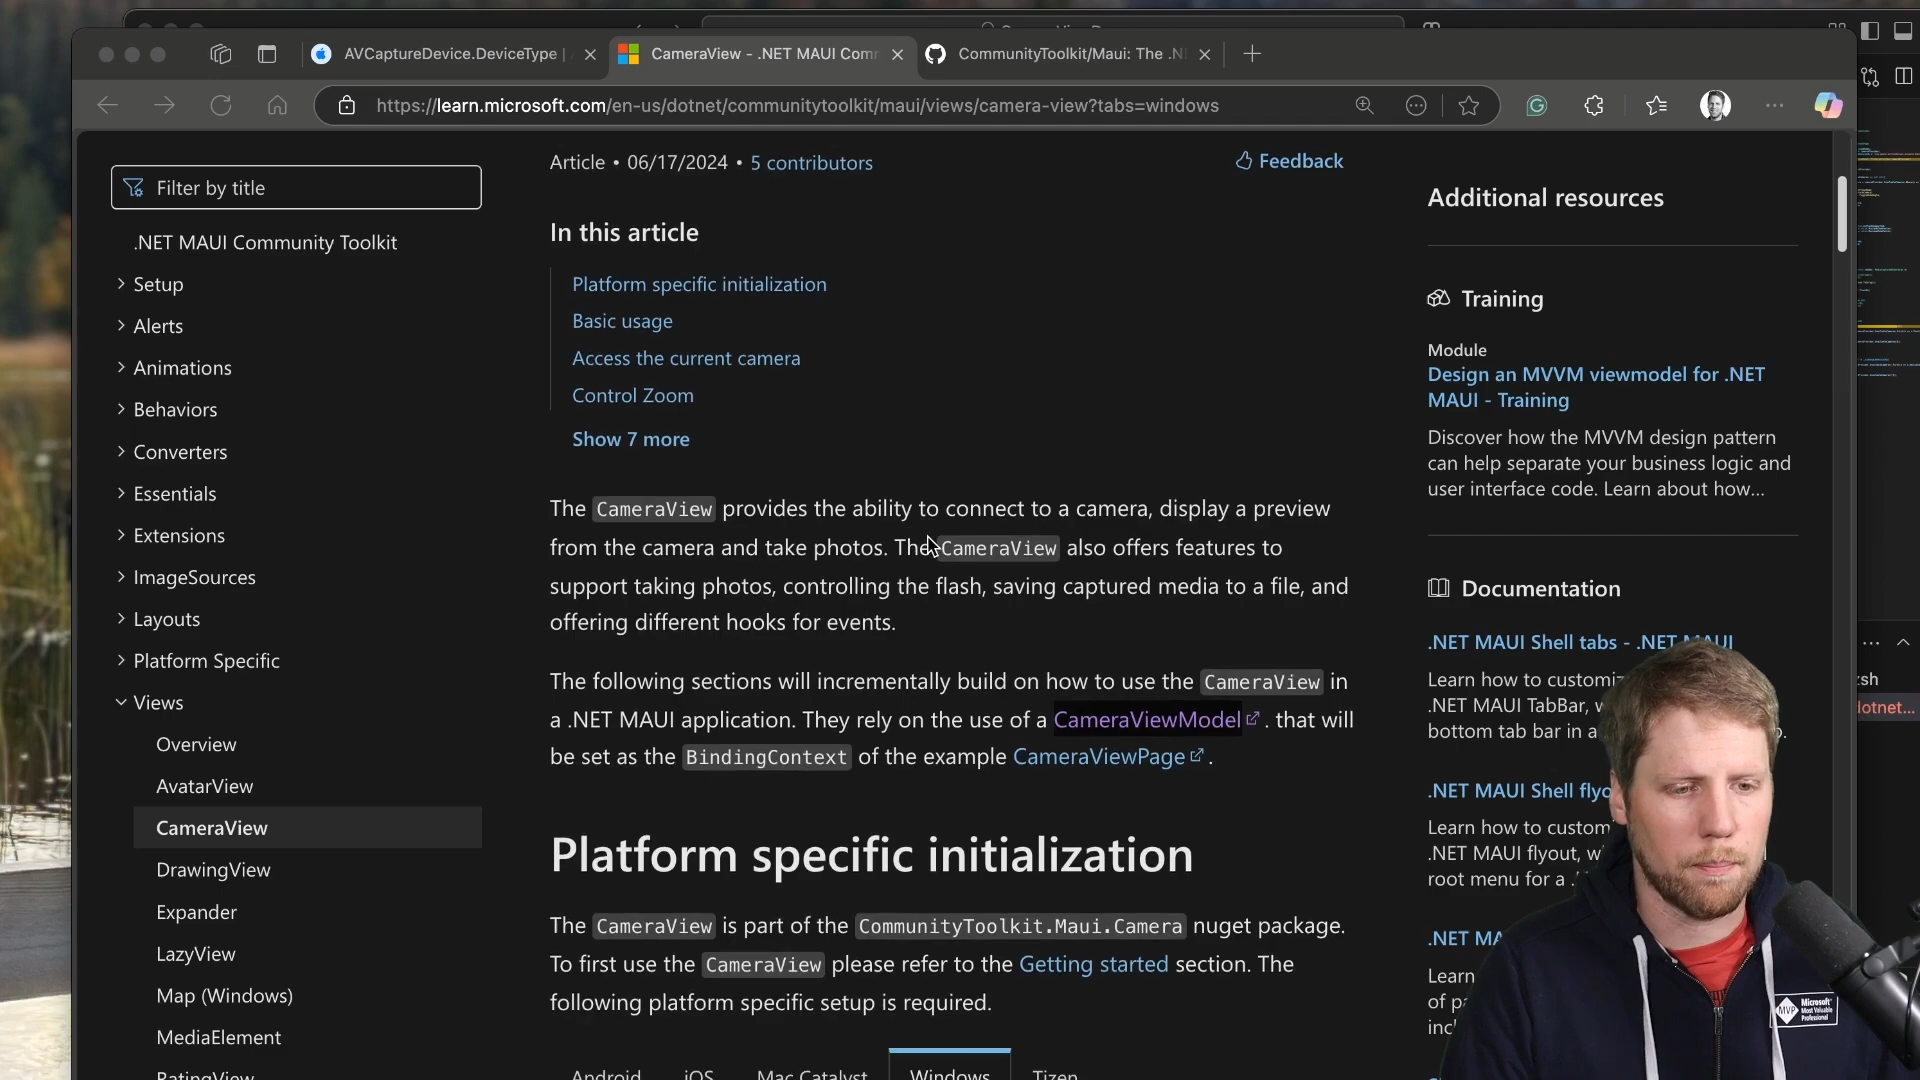 AVCaptureDevice.DeviceType |
CameraView - .NET MAUI Com
CommunityToolkit/Maui: The .N
https://learn.microsoft.com/en-us/dotnet/communitytoolkit/maui/views/camera-view?tabs=windows
Filter by title
.NET MAUI Community Toolkit
Setup
Alerts
Animations
Behaviors
Converters
Essentials
Extensions
ImageSources
Layouts
Platform Specific
Views
Overview
AvatarView
CameraView
DrawingView
Expander
LazyView
Map (Windows)
MediaElement
RatingView
Article • 06/17/2024 • 5 contributors
Feedback
In this article
Platform specific initialization
Basic usage
Access the current camera
Control Zoom
Show 7 more
The CameraView provides the ability to connect to a camera, display a preview
from the camera and take photos. The CameraView also offers features to
support taking photos, controlling the flash, saving captured media to a file, and
offering different hooks for events.
The following sections will incrementally build on how to use the CameraView in
a .NET MAUI application. They rely on the use of a CameraViewModel . that will
be set as the BindingContext of the example CameraViewPage .
Platform specific initialization
The CameraView is part of the CommunityToolkit.Maui.Camera nuget package.
To first use the CameraView please refer to the Getting started section. The
following platform specific setup is required.
Android iOS Mac Catalyst Windows Tizen
Additional resources
Training
Module
Design an MVVM viewmodel for .NET
MAUI - Training
Discover how the MVVM design pattern
can help separate your business logic and
user interface code. Learn about how...
Documentation
.NET MAUI Shell tabs - .NET MAUI
Learn how to customiz
.NET MAUI TabBar, w
bottom tab bar in a
.NET MAUI Shell flyo
Learn how to custom
.NET MAUI flyout, w
root menu for a .
.NET MA
Learn
of pa
incl
zsh
dotnet...
Microsoft
Most Valuable
Professional
MVP